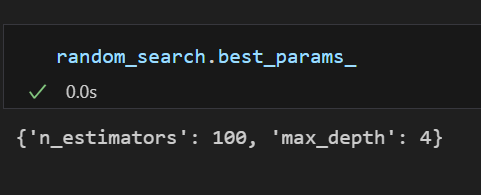 random_search.best_params_
✓ 0.0s
{'n_estimators': 100, 'max_depth': 4}